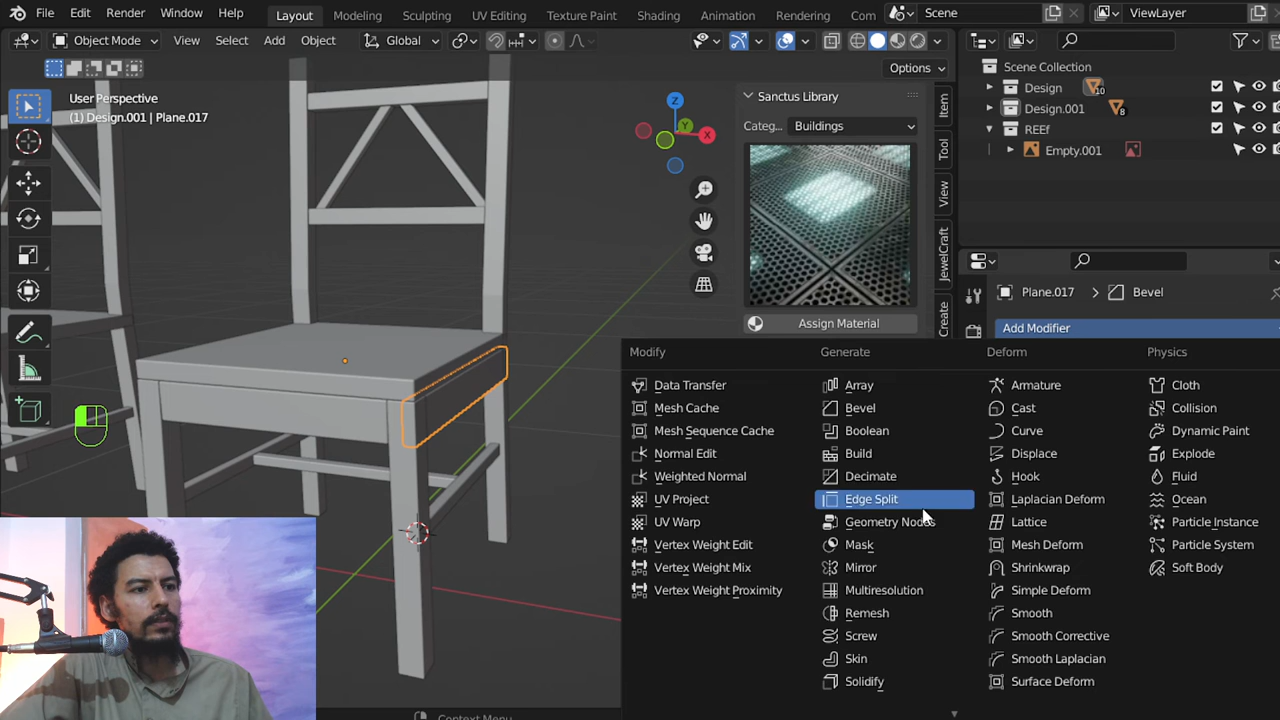 File Edit Render Window Help Layout Modeling Sculpting UV Editing Texture Paint Shading Animation Rendering Com Scene ViewLayer
Object Mode View Select Add Object Global
Options
User Perspective
(1) Design.001 | Plane.017
Z
Y
X
Sanctus Library
Categ... Buildings
Assign Material
Item
Tool
View
JewelCraft
Create
Scene Collection
Design 10
Design.001 8
REEf
Empty.001
Plane.017 > Bevel
Add Modifier
Modify
Data Transfer
Mesh Cache
Mesh Sequence Cache
Normal Edit
Weighted Normal
UV Project
UV Warp
Vertex Weight Edit
Vertex Weight Mix
Vertex Weight Proximity
Generate
Array
Bevel
Boolean
Build
Decimate
Edge Split
Geometry Nodes
Mask
Mirror
Multiresolution
Remesh
Screw
Skin
Solidify
Deform
Armature
Cast
Curve
Displace
Hook
Laplacian Deform
Lattice
Mesh Deform
Shrinkwrap
Simple Deform
Smooth
Smooth Corrective
Smooth Laplacian
Surface Deform
Physics
Cloth
Collision
Dynamic Paint
Explode
Fluid
Ocean
Particle Instance
Particle System
Soft Body
Context Menu